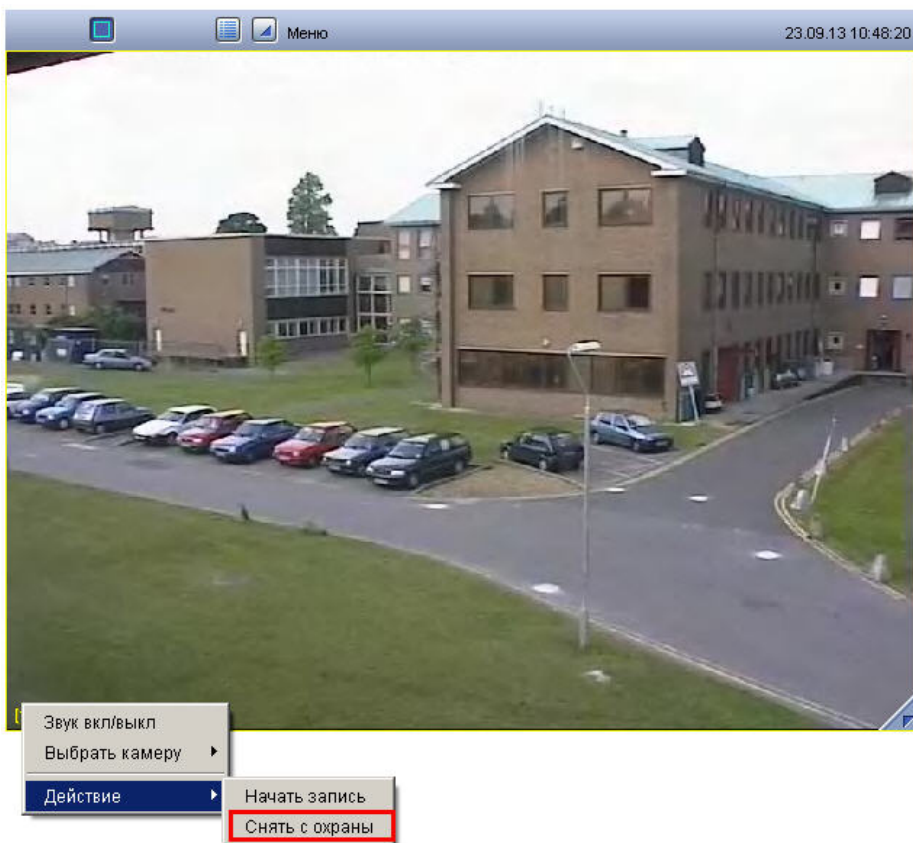 Меню
23.09.13 10:48:20
Звук вкл/выкл
Выбрать камеру
Действие
Начать запись
Снять с охраны